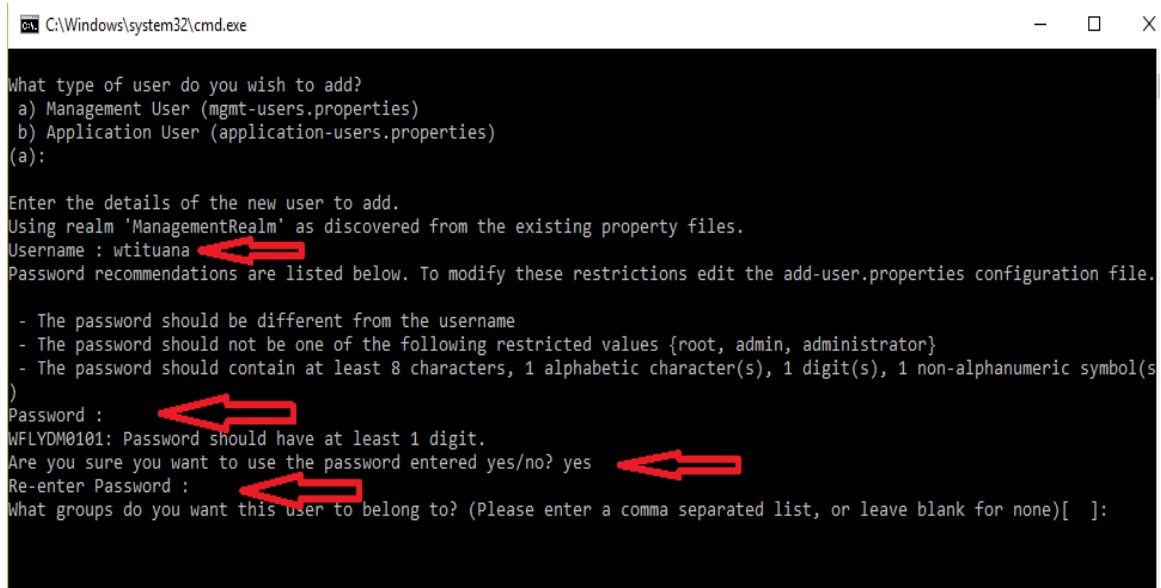 C:\Windows\system32\cmd.exe
What type of user do you wish to add?
a) Management User (mgmt-users.properties)
b) Application User (application-users.properties)
(a):
Enter the details of the new user to add.
Using realm 'ManagementRealm' as discovered from the existing property files.
Username : wtituana
Password recommendations are listed below. To modify these restrictions edit the add-user.properties configuration file.
- The password should be different from the username
- The password should not be one of the following restricted values {root, admin, administrator}
- The password should contain at least 8 characters, 1 alphabetic character(s), 1 digit(s), 1 non-alphanumeric symbol(s
)
Password :
WFLYDM0101: Password should have at least 1 digit.
Are you sure you want to use the password entered yes/no? yes
Re-enter Password :
What groups do you want this user to belong to? (Please enter a comma separated list, or leave blank for none)[  ]: